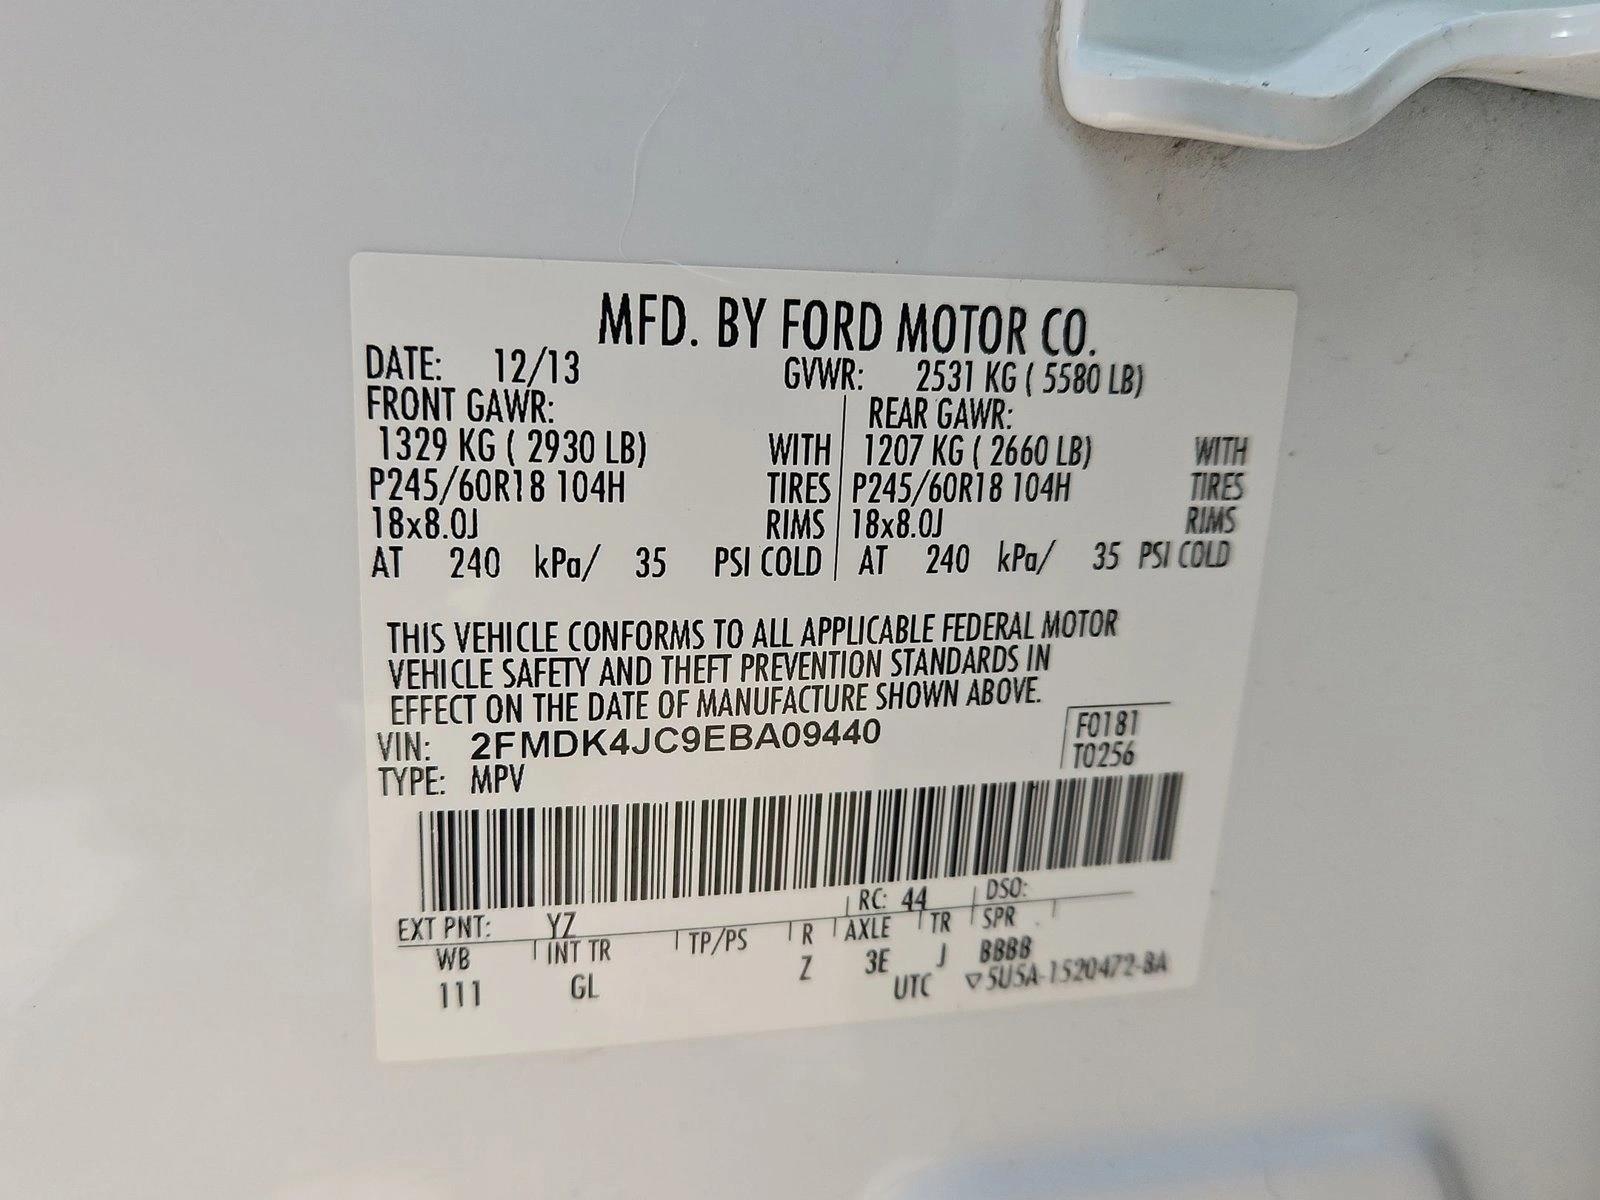 MFD. BY FORD MOTOR CO.
DATE: 12/13 GVWR: 2531 KG ( 5580 LB)
FRONT GAWR: REAR GAWR:
1329 KG ( 2930 LB) WITH 1207 KG ( 2660 LB) WITH
P245/60R18 104H TIRES P245/60R18 104H TIRES
18x8.0J RIMS 18x8.0J RIMS
AT 240 kPa/ 35 PSI COLD AT 240 kPa/ 35 PSI COLD
THIS VEHICLE CONFORMS TO ALL APPLICABLE FEDERAL MOTOR
VEHICLE SAFETY AND THEFT PREVENTION STANDARDS IN
EFFECT ON THE DATE OF MANUFACTURE SHOWN ABOVE.
VIN: 2FMDK4JC9EBA09440 F0181
TYPE: MPV T0256
EXT PNT: YZ RC: 44 DSO:
WB INT TR TP/PS R AXLE TR SPR
111 GL Z 3E J BBBB
UTC ▽5U5A-1520472-BA